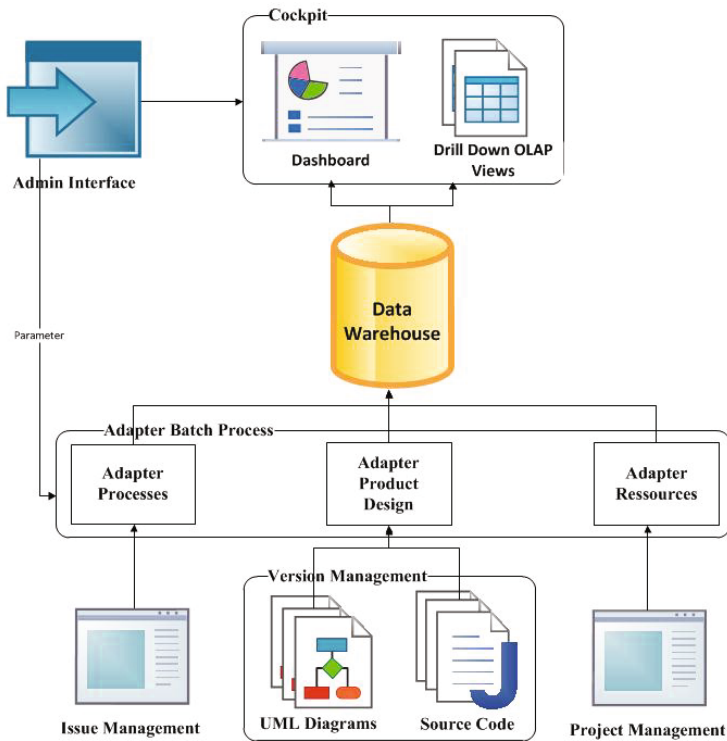 Cockpit
Dashboard
Drill Down OLAP
Views
Admin Interface
Data
Warehouse
Parameter
Adapter Batch Process
Adapter
Processes
Adapter
Product
Design
Adapter
Ressources
Version Management
Issue Management
UML Diagrams
Source Code
Project Management